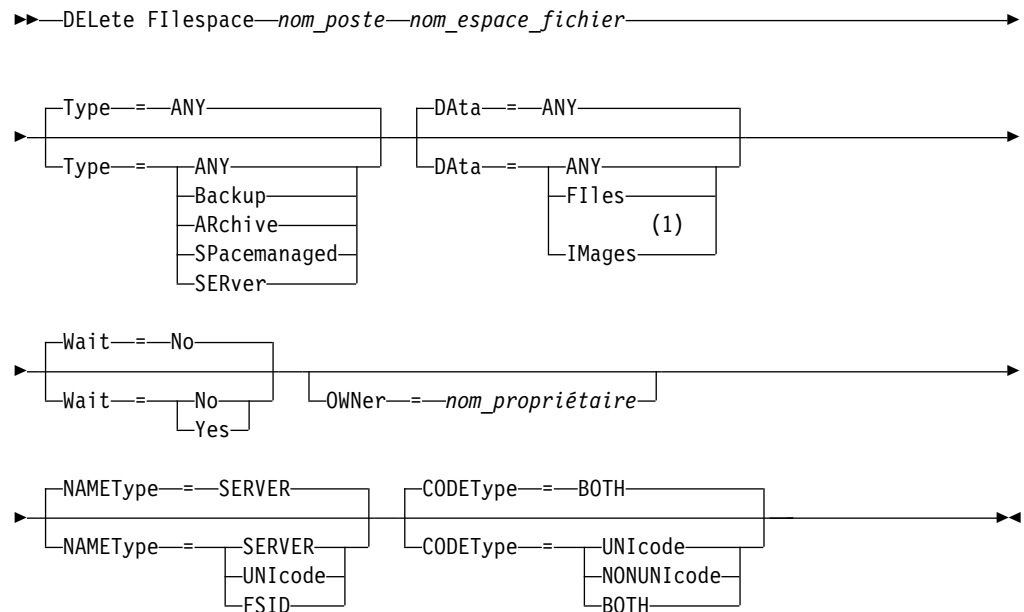 DELete FIlespace nom_poste nom_espace_fichier
Type = ANY DAta = ANY
Type = ANY DAta = ANY
Backup FIles
ARchive (1)
SPacemanaged IMages
SERver
Wait = No
Wait = No OWNer = nom_propriétaire
Yes
NAMEType = SERVER CODEType = BOTH
NAMEType = SERVER CODEType = UNIcode
UNIcode NONUNIcode
FSID BOTH